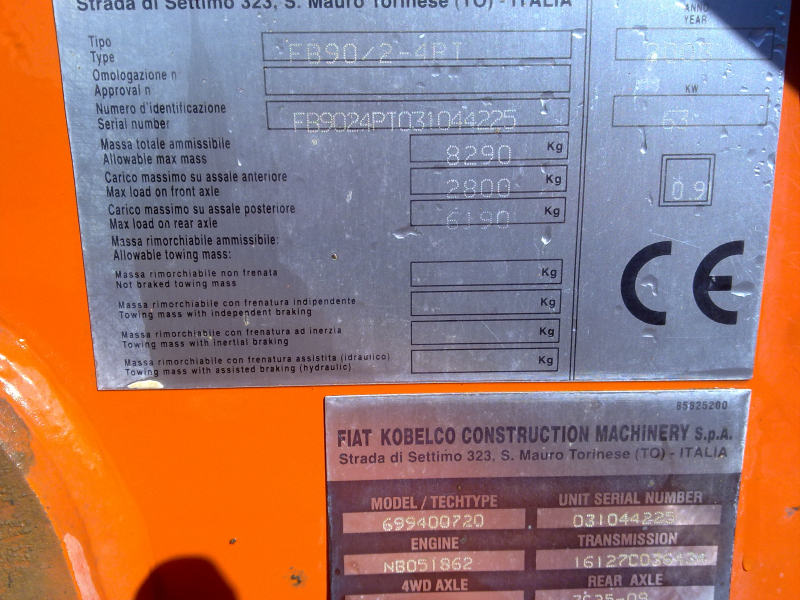 Strada di Settimo 323, S. Mauro Torinese (TO) - ITALIA
ANNO
YEAR
Tipo
Type
FB90/2-4PT
Omologazione n
Approval n
KW
63
Numero d'identificazione
Serial number
FB9024PT031044225
Massa totale ammissibile
Allowable max mass
8290 Kg
Carico massimo su assale anteriore
Max load on front axle
2800 Kg
0.9
Carico massimo su assale posteriore
Max load on rear axle
6190 Kg
Massa rimorchiabile ammissibile:
Allowable towing mass:
Massa rimorchiabile non frenata
Not braked towing mass
Kg
CE
Massa rimorchiabile con frenatura indipendente
Towing mass with independent braking
Kg
Massa rimorchiabile con frenatura ad inerzia
Towing mass with inertial braking
Kg
Massa rimorchiabile con frenatura assistita (idraulico)
Towing mass with assisted braking (hydraulic)
Kg
85825200
FIAT KOBELCO CONSTRUCTION MACHINERY S.p.A.
Strada di Settimo 323, S. Mauro Torinese (TO) - ITALIA
MODEL / TECHTYPE UNIT SERIAL NUMBER
699400720 031044225
ENGINE TRANSMISSION
NB051862
4WD AXLE REAR AXLE